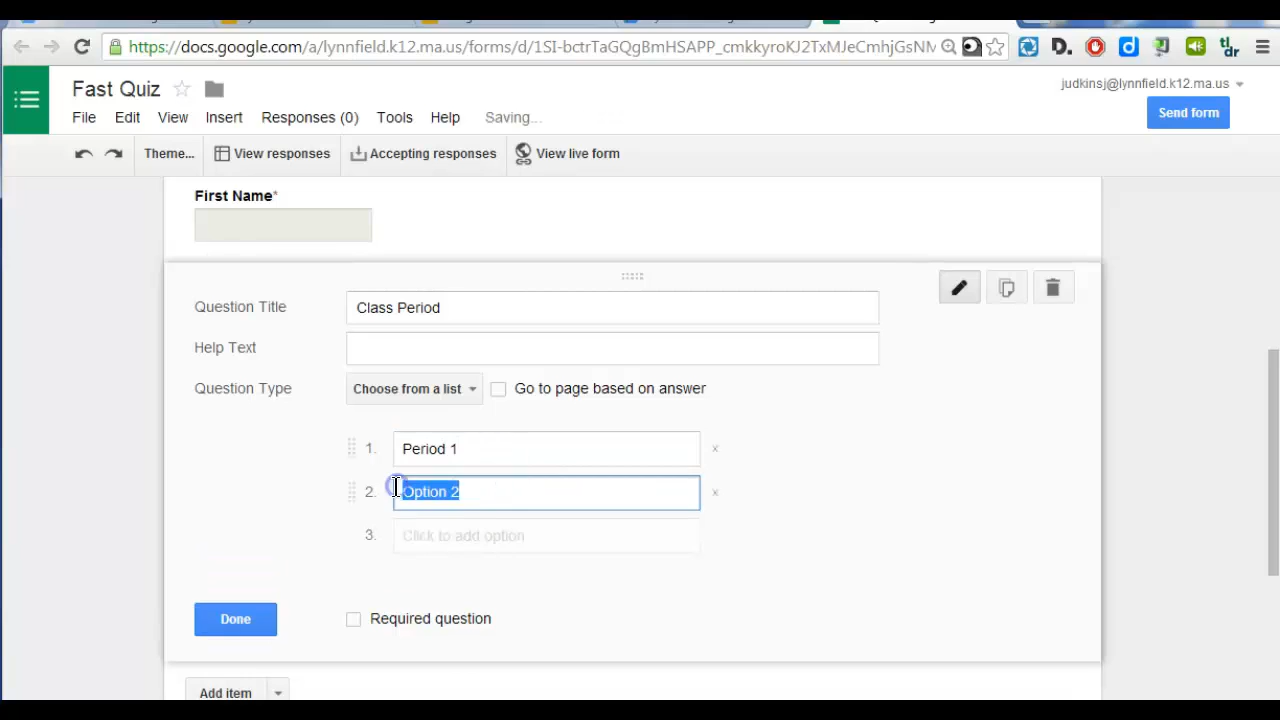 https://docs.google.com/a/lynnfield.k12.ma.us/forms/d/1SI-bctrTaGQgBmHSAPP_cmkkyroKJ2TxMJeCmhjGsNM
D.
d
tl;dr
Fast Quiz
judkinsj@lynnfield.k12.ma.us
File Edit View Insert Responses (0) Tools Help Saving...
Send form
Theme... View responses Accepting responses View live form
First Name*
Question Title Class Period
Help Text
Question Type Choose from a list Go to page based on answer
1. Period 1 x
2. Option 2 x
3. Click to add option
Done Required question
Add item